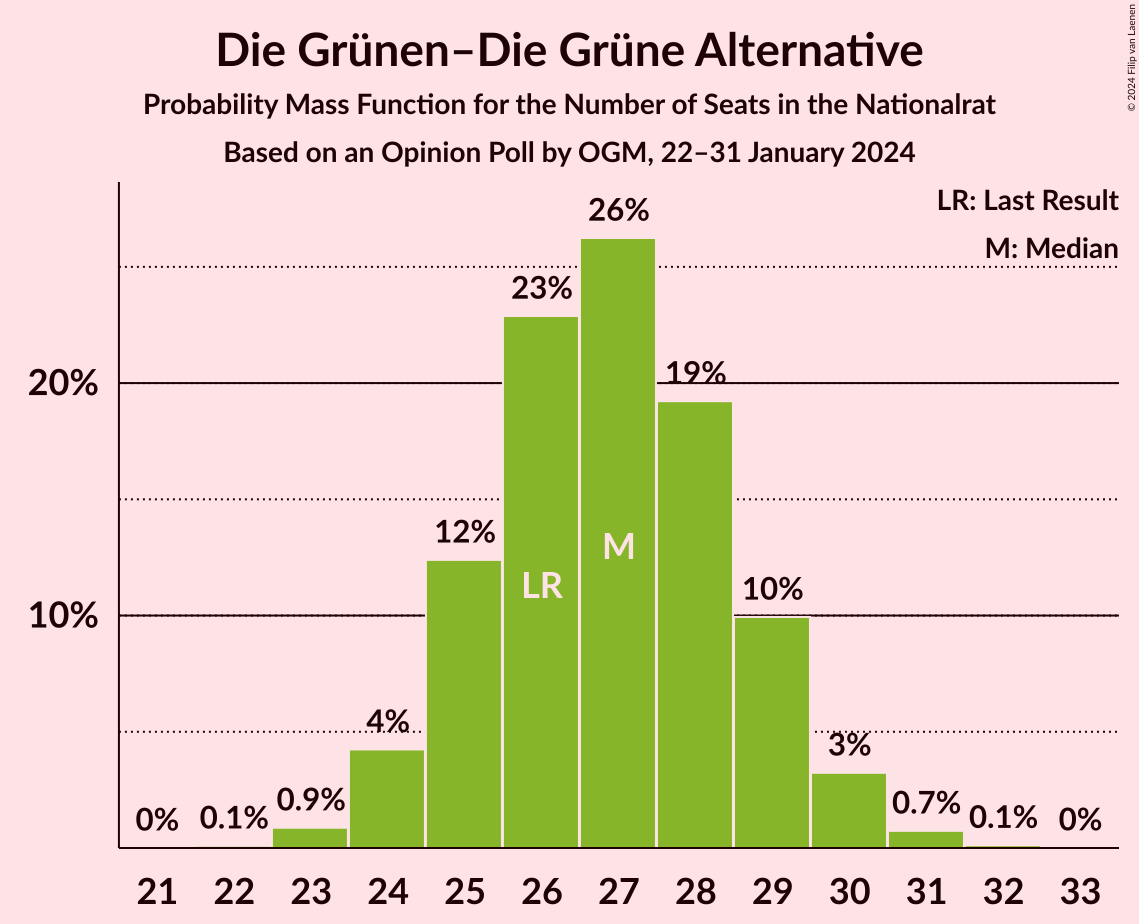 Die Grünen–Die Grüne Alternative
Probability Mass Function for the Number of Seats in the Nationalrat
Based on an Opinion Poll by OGM, 22–31 January 2024
© 2024 Filip van Laenen
LR: Last Result
M: Median
20%
10%
0%
0.1%
0.9%
4%
12%
23%
26%
19%
10%
3%
0.7%
0.1%
0%
LR
M
21 22 23 24 25 26 27 28 29 30 31 32 33